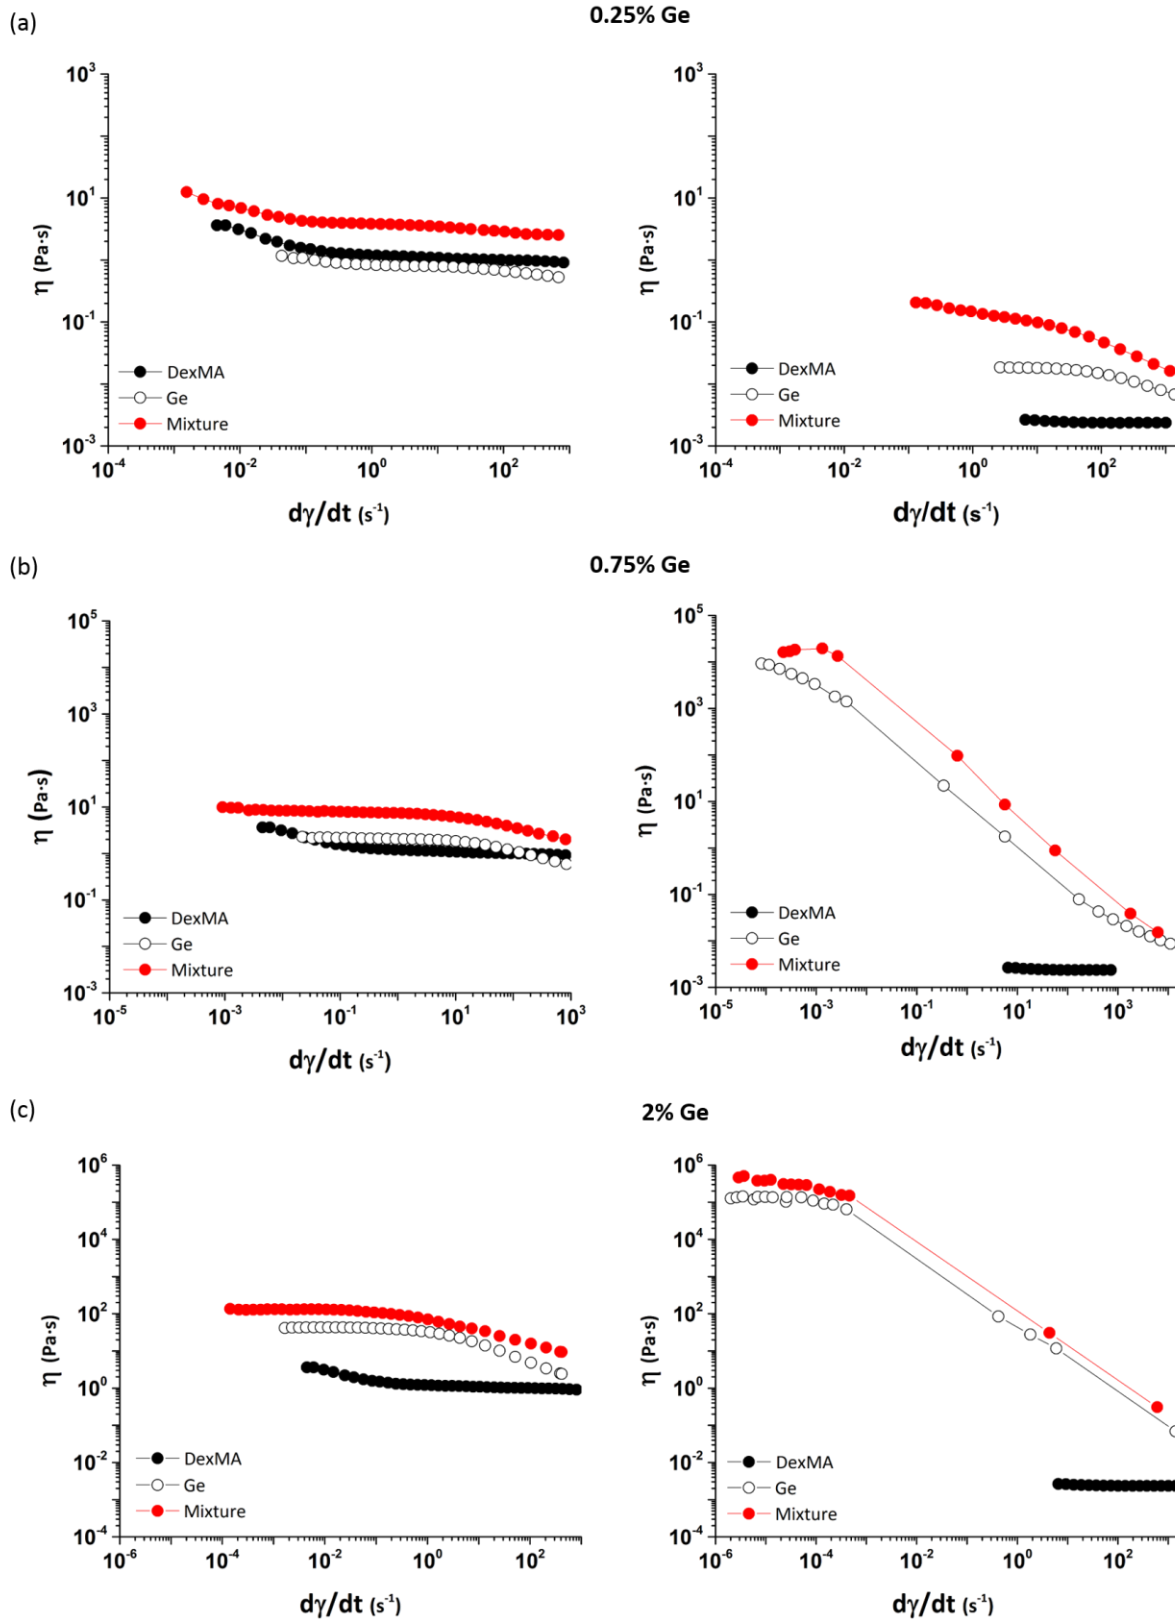 (a)
0.25% Ge
10³
10¹
10⁻¹
10⁻³
η (Pa·s)
DexMA
Ge
Mixture
10⁻⁴
10⁻²
10⁰
10²
dγ/dt (s⁻¹)
10³
10¹
10⁻¹
10⁻³
η (Pa·s)
DexMA
Ge
Mixture
10⁻⁴
10⁻²
10⁰
10²
dγ/dt (s⁻¹)
(b)
0.75% Ge
10⁵
10³
10¹
10⁻¹
10⁻³
η (Pa·s)
DexMA
Ge
Mixture
10⁻⁵
10⁻³
10⁻¹
10¹
10³
dγ/dt (s⁻¹)
10⁵
10³
10¹
10⁻¹
10⁻³
η (Pa·s)
DexMA
Ge
Mixture
10⁻⁵
10⁻³
10⁻¹
10¹
10³
dγ/dt (s⁻¹)
(c)
2% Ge
10⁶
10⁴
10²
10⁰
10⁻²
10⁻⁴
η (Pa·s)
DexMA
Ge
Mixture
10⁻⁶
10⁻⁴
10⁻²
10⁰
10²
dγ/dt (s⁻¹)
10⁶
10⁴
10²
10⁰
10⁻²
10⁻⁴
η (Pa·s)
DexMA
Ge
Mixture
10⁻⁶
10⁻⁴
10⁻²
10⁰
10²
dγ/dt (s⁻¹)